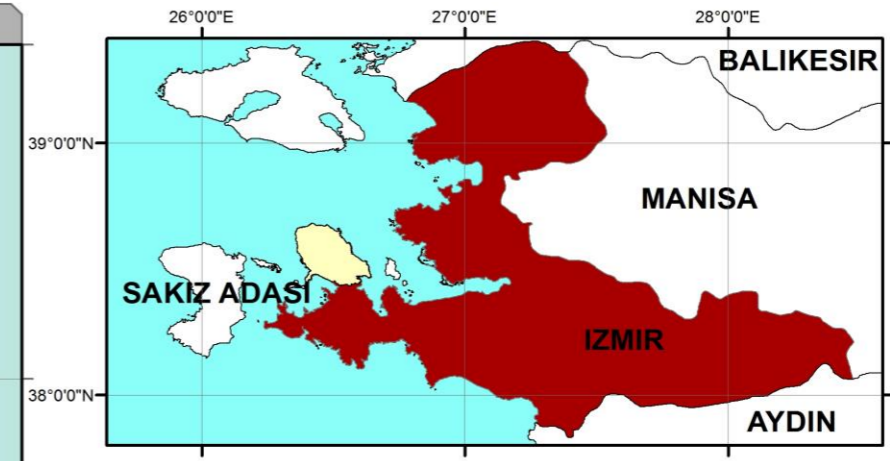 26°0'0"E 27°0'0"E 28°0'0"E
BALIKESIR
39°0'0"N
MANISA
SAKIZ ADASI
IZMIR
38°0'0"N
AYDIN